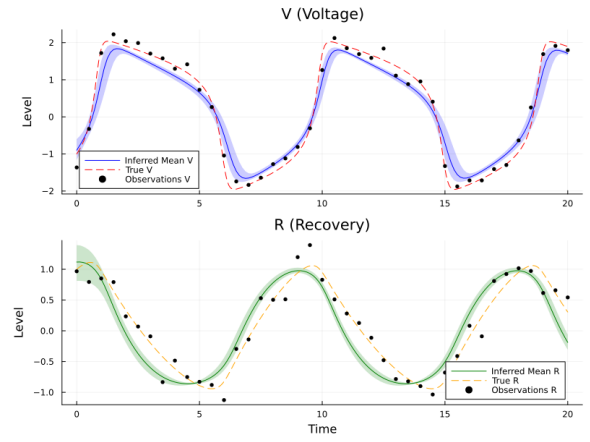 V (Voltage)
Level
2
1
0
−1
−2
Inferred Mean V
True V
Observations V
0
5
10
15
20
R (Recovery)
Level
1.0
0.5
0.0
−0.5
−1.0
Inferred Mean R
True R
Observations R
0
5
10
15
20
Time